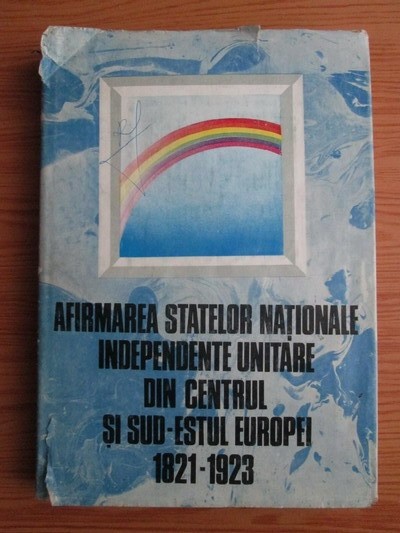 AFIRMAREA STATELOR NAȚIONALE
INDEPENDENTE UNITARE
DIN CENTRUL
ȘI SUD-ESTUL EUROPEI
1821-1923